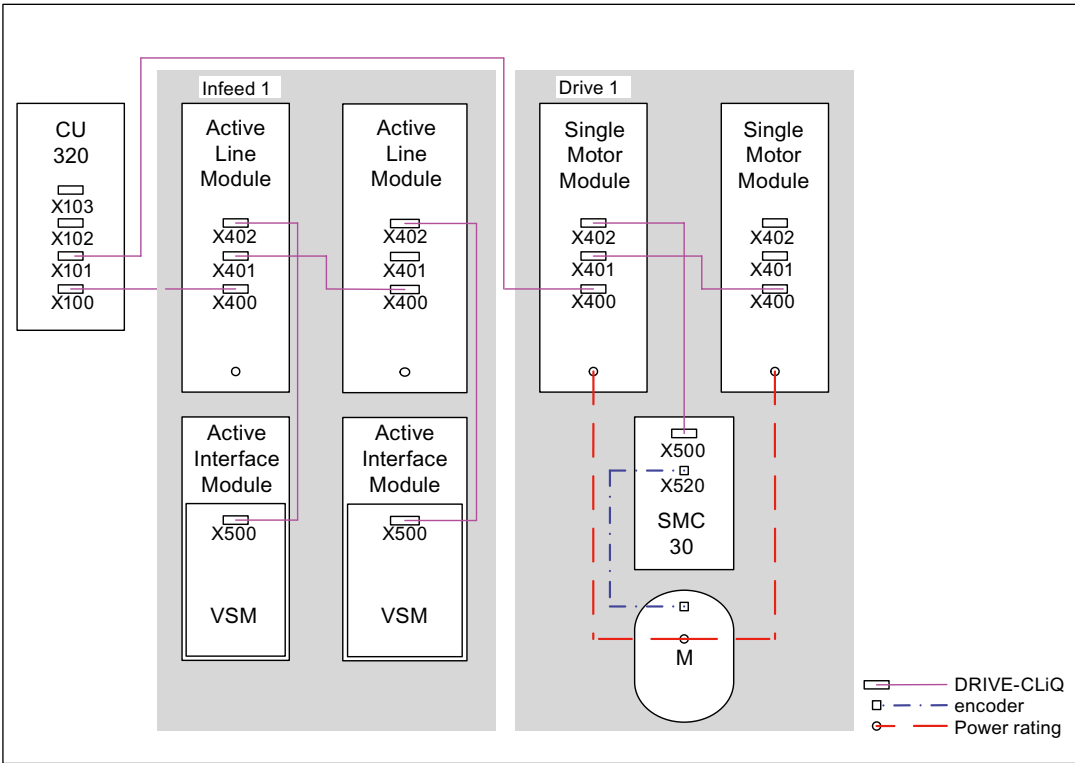 Infeed 1
Drive 1
CU
320
X103
X102
X101
X100
Active
Line
Module
X402
X401
X400
Active
Line
Module
X402
X401
X400
Single
Motor
Module
X402
X401
X400
Single
Motor
Module
X402
X401
X400
Active
Interface
Module
X500
VSM
Active
Interface
Module
X500
VSM
X500
X520
SMC
30
M
DRIVE-CLiQ
encoder
Power rating